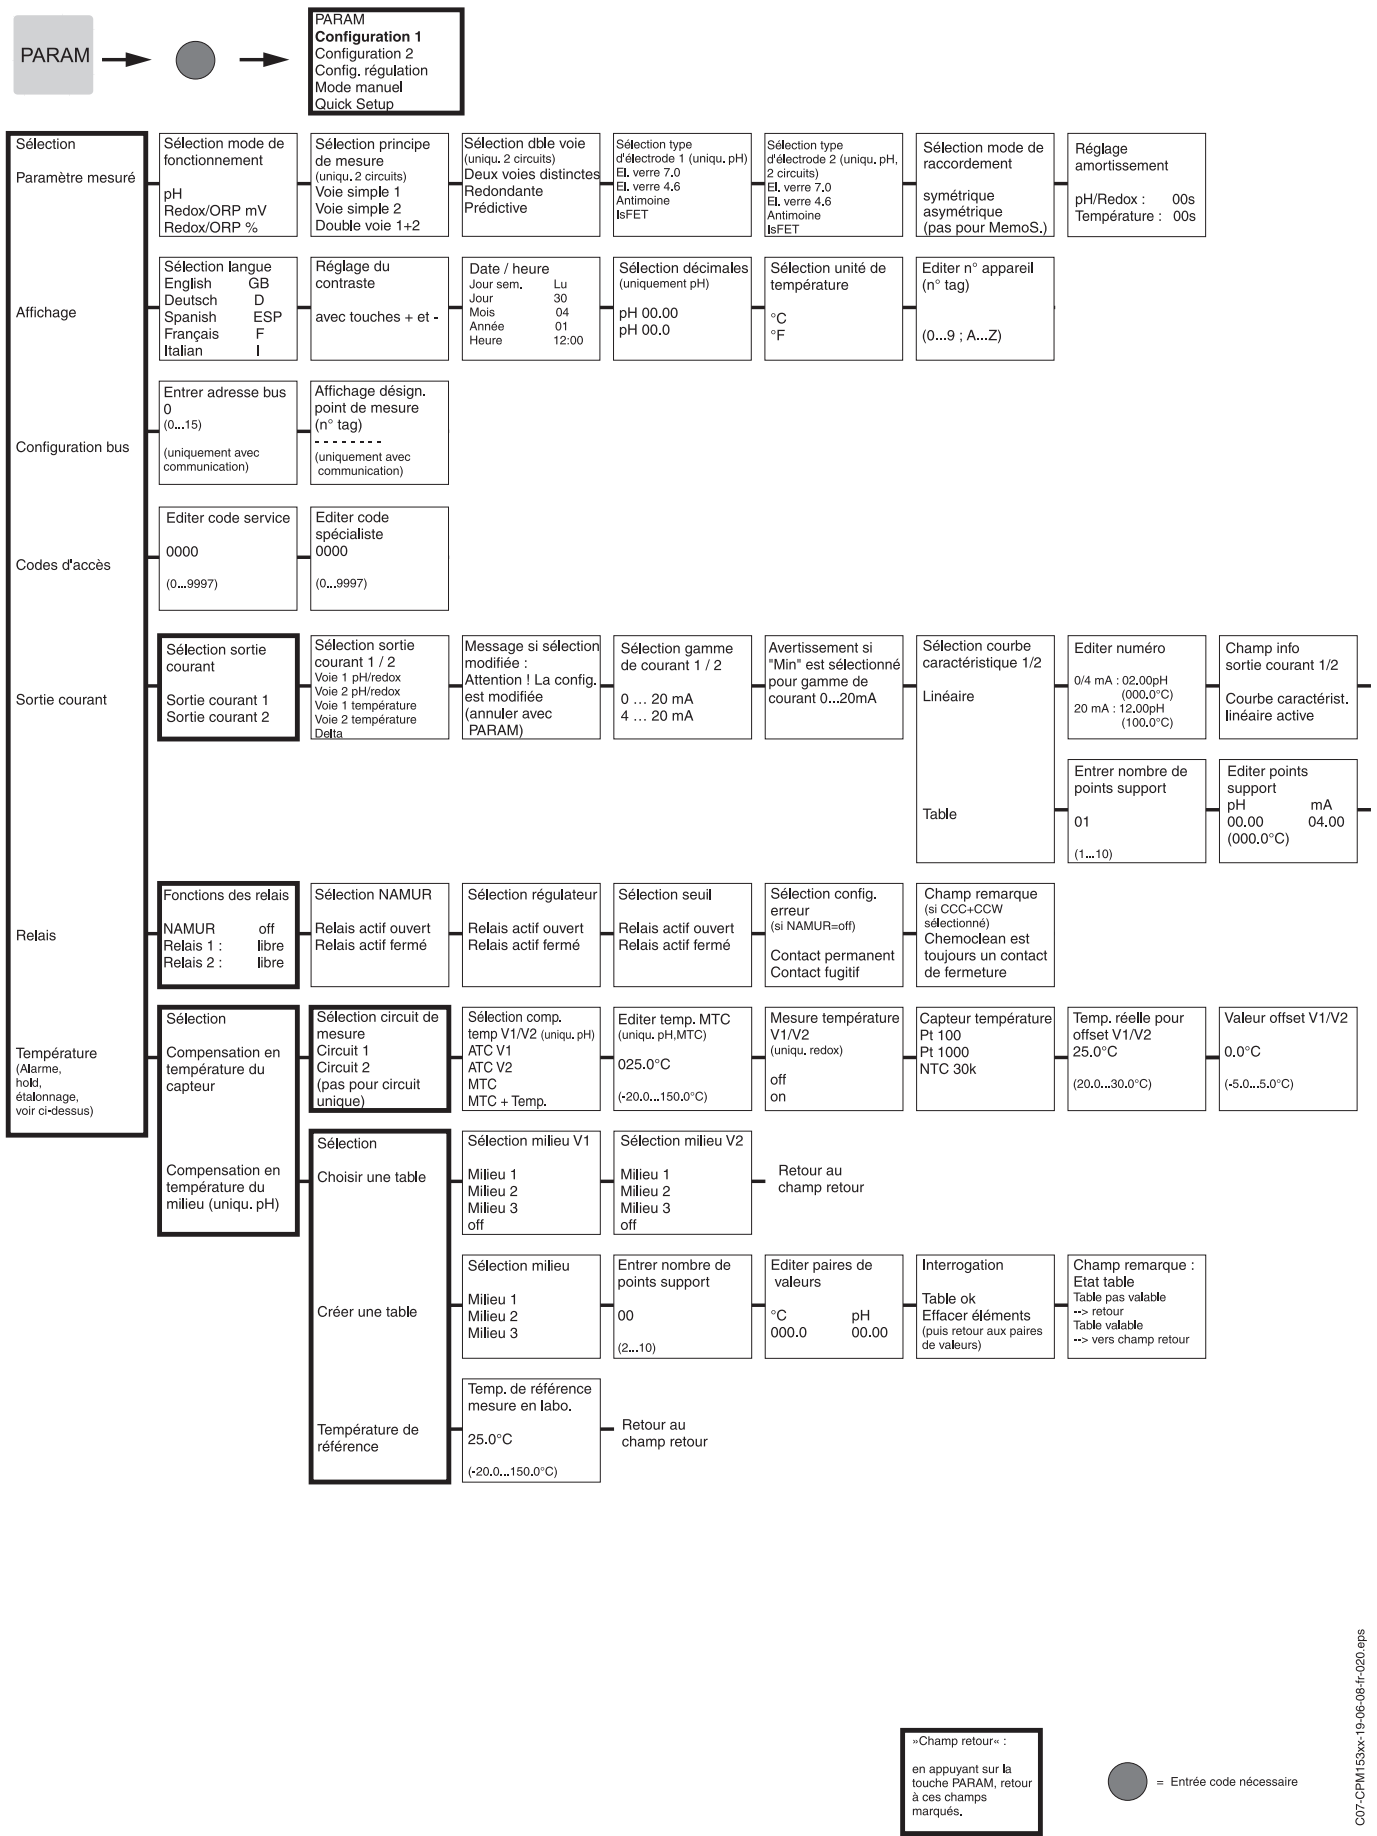 PARAM
PARAM
Configuration 1
Configuration 2
Config. régulation
Mode manuel
Quick Setup
Sélection
Paramètre mesuré
Sélection mode de
fonctionnement
pH
Redox/ORP mV
Redox/ORP %
Sélection principe
de mesure
(uniqu. 2 circuits)
Voie simple 1
Voie simple 2
Double voie 1+2
Sélection dble voie
(uniqu. 2 circuits)
Deux voies distinctes
Redondante
Prédictive
Sélection type
d'électrode 1 (uniqu. pH)
El. verre 7.0
El. verre 4.6
Antimoine
IsFET
Sélection type
d'électrode 2 (uniqu. pH,
2 circuits)
El. verre 7.0
El. verre 4.6
Antimoine
IsFET
Sélection mode de
raccordement
symétrique
asymétrique
(pas pour MemoS.)
Réglage
amortissement
pH/Redox : 00s
Température : 00s
Affichage
Sélection langue
English GB
Deutsch D
Spanish ESP
Français F
Italian I
Réglage du
contraste
avec touches + et -
Date / heure
Jour sem. Lu
Jour 30
Mois 04
Année 01
Heure 12:00
Sélection décimales
(uniquement pH)
pH 00.00
pH 00.0
Sélection unité de
température
°C
°F
Editer n° appareil
(n° tag)
(0...9 ; A...Z)
Configuration bus
Entrer adresse bus
0
(0...15)
(uniquement avec
communication)
Affichage désign.
point de mesure
(n° tag)
- - - - - - - -
(uniquement avec
communication)
Codes d'accès
Editer code service
0000
(0...9997)
Editer code
spécialiste
0000
(0...9997)
Sortie courant
Sélection sortie
courant
Sortie courant 1
Sortie courant 2
Sélection sortie
courant 1 / 2
Voie 1 pH/redox
Voie 2 pH/redox
Voie 1 température
Voie 2 température
Delta
Message si sélection
modifiée :
Attention ! La config.
est modifiée
(annuler avec
PARAM)
Sélection gamme
de courant 1 / 2
0 ... 20 mA
4 ... 20 mA
Avertissement si
"Min" est sélectionné
pour gamme de
courant 0...20mA
Sélection courbe
caractéristique 1/2
Linéaire
Table
Editer numéro
0/4 mA : 02.00pH
(000.0°C)
20 mA : 12.00pH
(100.0°C)
Champ info
sortie courant 1/2
Courbe caractérist.
linéaire active
Entrer nombre de
points support
01
(1...10)
Editer points
support
pH mA
00.00 04.00
(000.0°C)
Relais
Fonctions des relais
NAMUR off
Relais 1 : libre
Relais 2 : libre
Sélection NAMUR
Relais actif ouvert
Relais actif fermé
Sélection régulateur
Relais actif ouvert
Relais actif fermé
Sélection seuil
Relais actif ouvert
Relais actif fermé
Sélection config.
erreur
(si NAMUR=off)
Contact permanent
Contact fugitif
Champ remarque
(si CCC+CCW
sélectionné)
Chemoclean est
toujours un contact
de fermeture
Température
(Alarme,
hold,
étalonnage,
voir ci-dessus)
Sélection
Compensation en
température du
capteur
Compensation en
température du
milieu (uniqu. pH)
Sélection circuit de
mesure
Circuit 1
Circuit 2
(pas pour circuit
unique)
Sélection comp.
temp V1/V2 (uniqu. pH)
ATC V1
ATC V2
MTC
MTC + Temp.
Editer temp. MTC
(uniqu. pH,MTC)
025.0°C
(-20.0...150.0°C)
Mesure température
V1/V2
(uniqu. redox)
off
on
Capteur température
Pt 100
Pt 1000
NTC 30k
Temp. réelle pour
offset V1/V2
25.0°C
(20.0...30.0°C)
Valeur offset V1/V2
0.0°C
(-5.0...5.0°C)
Sélection
Choisir une table
Créer une table
Température de
référence
Sélection milieu V1
Milieu 1
Milieu 2
Milieu 3
off
Sélection milieu V2
Milieu 1
Milieu 2
Milieu 3
off
Retour au
champ retour
Sélection milieu
Milieu 1
Milieu 2
Milieu 3
Entrer nombre de
points support
00
(2...10)
Editer paires de
valeurs
°C pH
000.0 00.00
Interrogation
Table ok
Effacer éléments
(puis retour aux paires
de valeurs)
Champ remarque :
Etat table
Table pas valable
--> retour
Table valable
--> vers champ retour
Temp. de référence
mesure en labo.
25.0°C
(-20.0...150.0°C)
Retour au
champ retour
»Champ retour« :
en appuyant sur la
touche PARAM, retour
à ces champs
marqués.
= Entrée code nécessaire
C07-CPM153xx-19-06-08-fr-020.eps